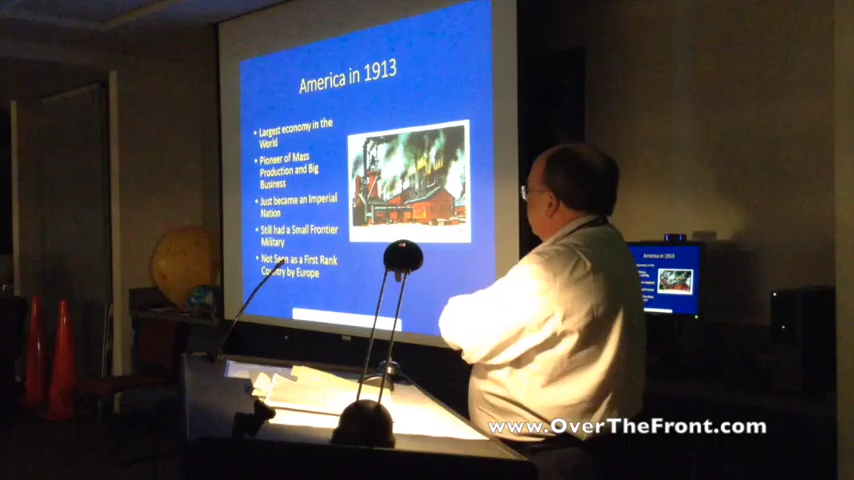 America in 1913
• Largest economy in the
World
• Pioneer of Mass
Production and Big
Business
• Just became an Imperial
Nation
• Still had a Small Frontier
Military
• Not Seen as a First Rank
Country by Europe
America in 1913
www.OverTheFront.com